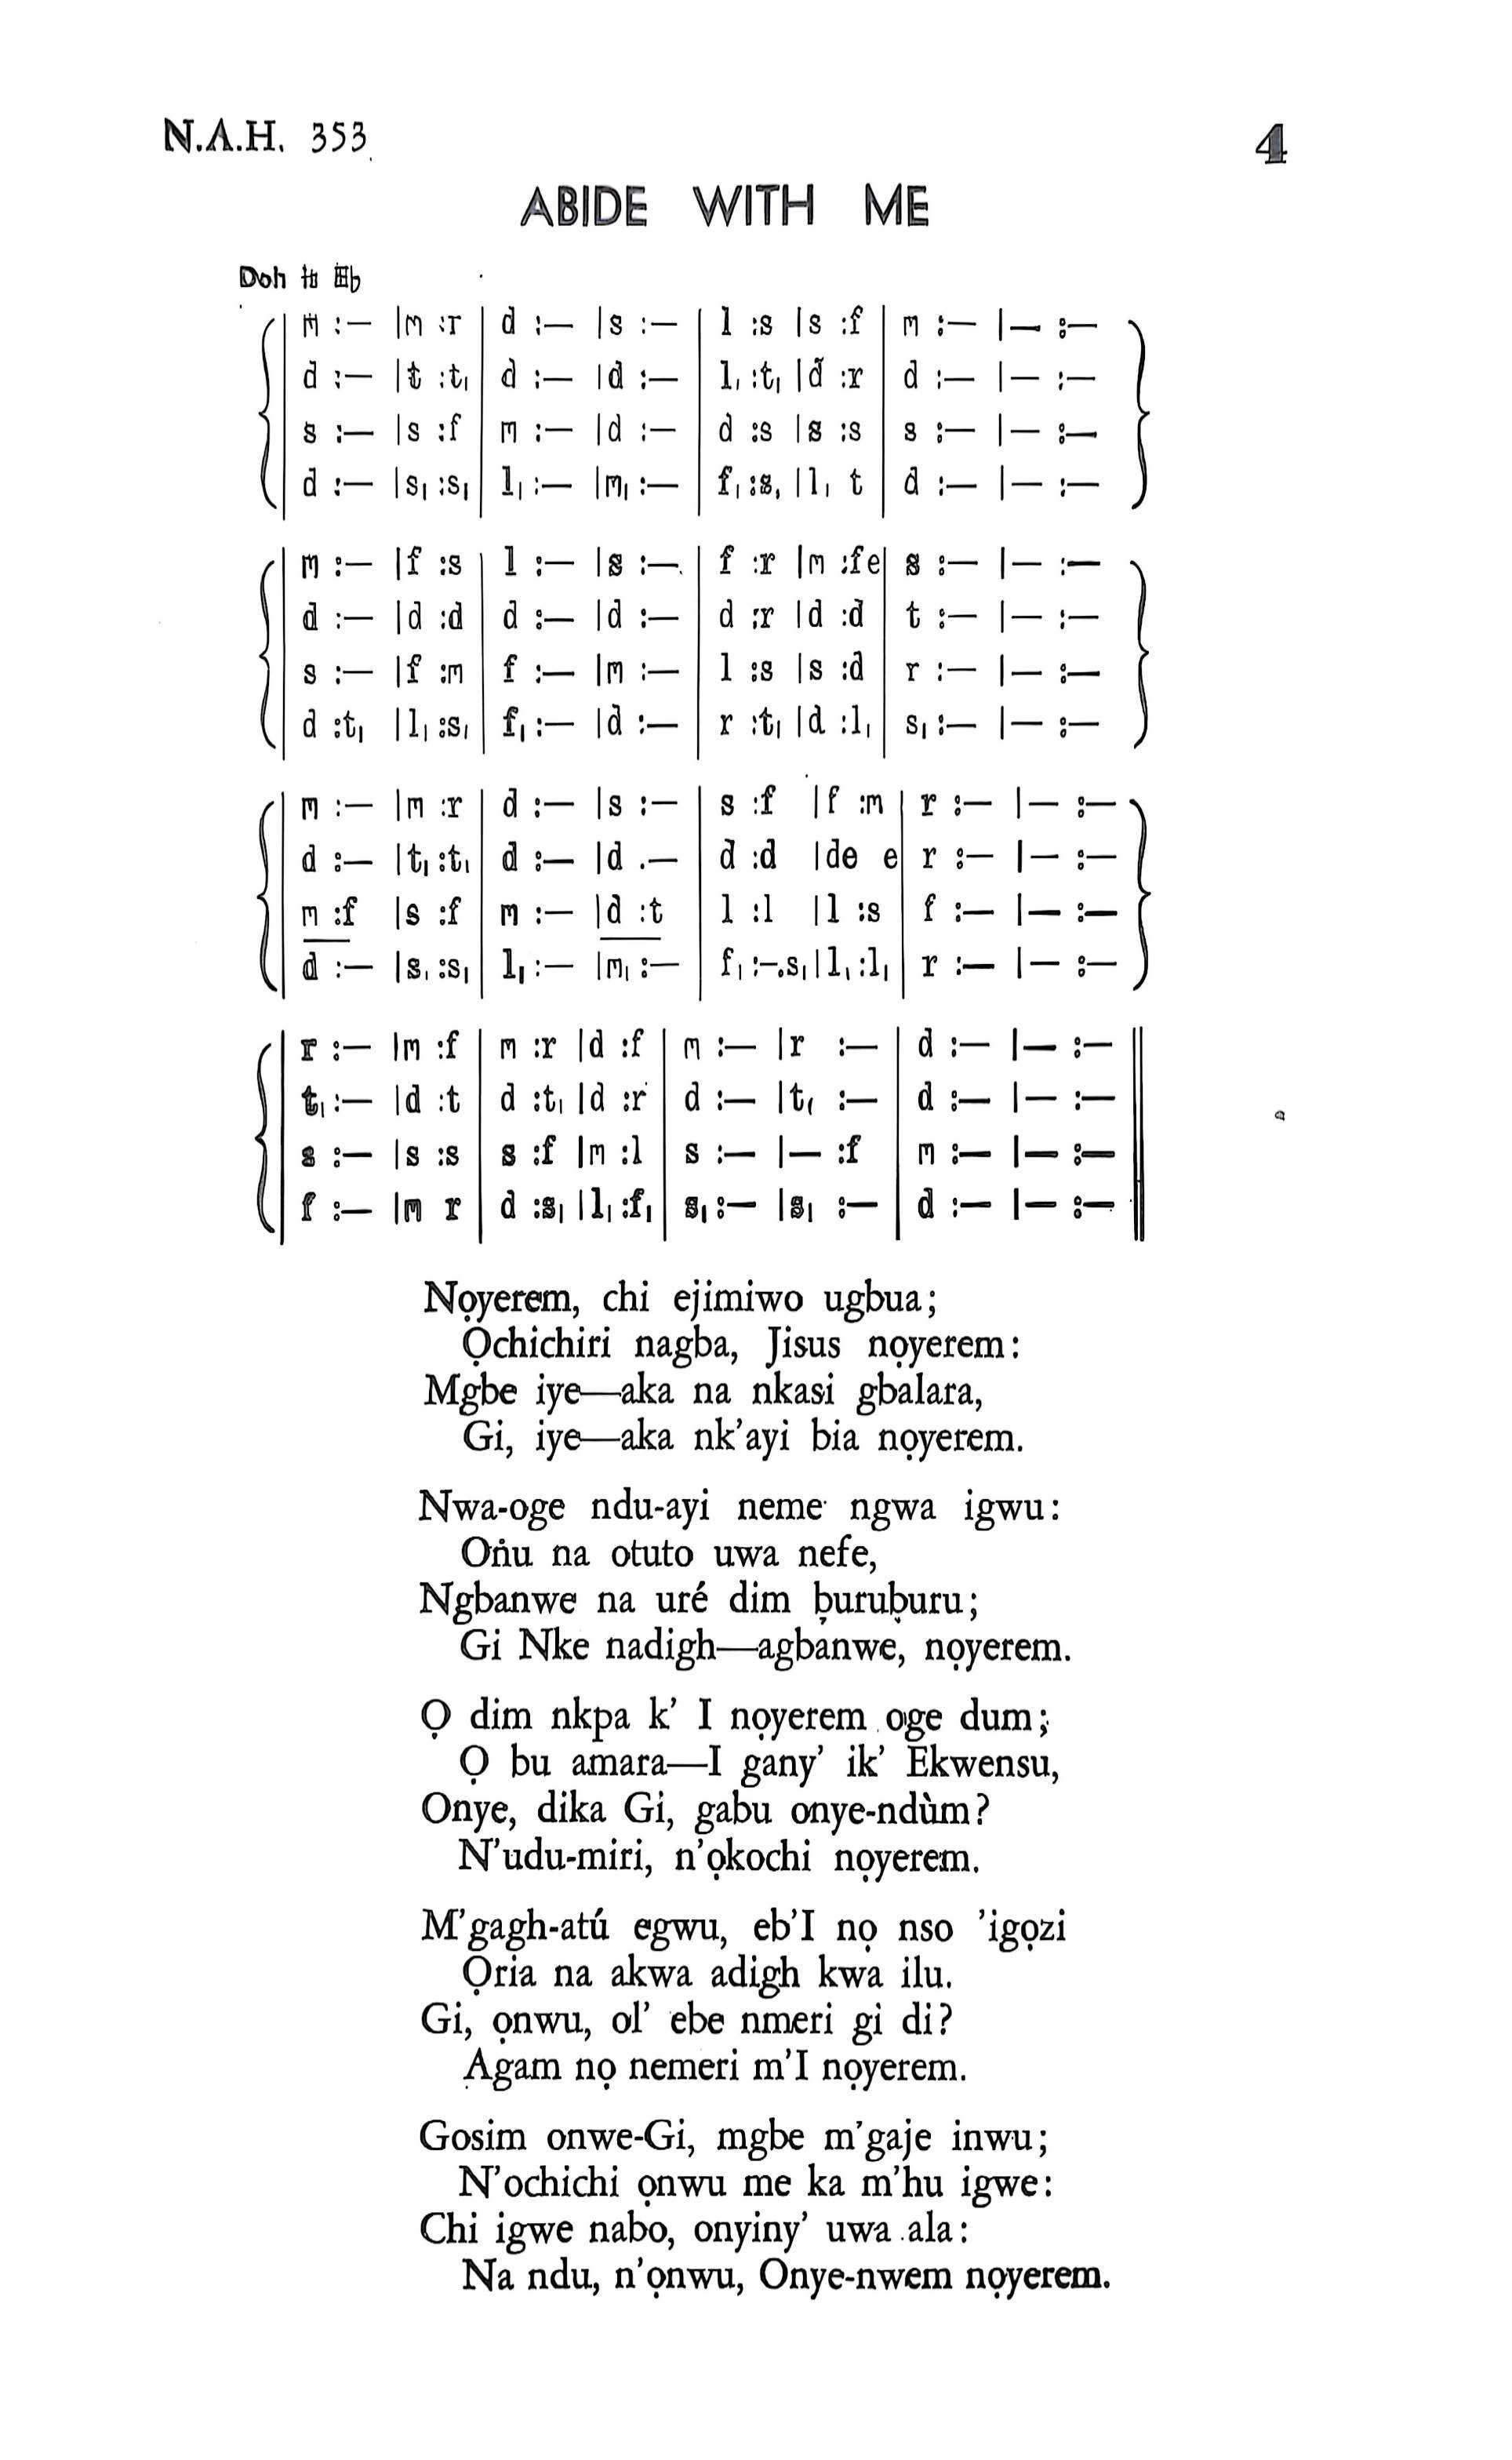 N.A.H. 353
4
ABIDE WITH ME
Doh is E♭
m :— |m :r | d :— |s :— | l :s |s :f | m :— |— :—
d :— |t :t, | d :— |d :— | l, :t, |d :r | d :— |— :—
s :— |s :f | m :— |d :— | d :s |s :s | s :— |— :—
d :— |s, :s, | l, :— |m, :— | f, :s, |l, t | d :— |— :—
m :— |f :s | l :— |s :— | f :r |m :fe | s :— |— :—
d :— |d :d | d :— |d :— | d :r |d :d | t :— |— :—
s :— |f :m | f :— |m :— | l :s |s :d | r :— |— :—
d :t, |l, :s, | f, :— |d :— | r :t, |d :l, | s, :— |— :—
m :— |m :r | d :— |s :— | s :f |f :m | r :— |— :—
d :— |t, :t, | d :— |d .— | d :d |de e | r :— |— :—
m :f |s :f | m :— |d :t | l :l |l :s | f :— |— :—
d :— |s, :s, | l, :— |m, :— | f, :—.s, |l, :l, | r :— |— :—
r :— |m :f | m :r |d :f | m :— |r :— | d :— |— :— ||
t, :— |d :t | d :t, |d :r | d :— |t, :— | d :— |— :— ||
s :— |s :s | s :f |m :l | s :— |— :f | m :— |— :— ||
f :— |m r | d :s, |l, :f, | s, :— |s, :— | d :— |— :— ||
Nọyerem, chi ejimiwo ugbua;
Ọchichiri nagba, Jisus nọyerem:
Mgbe iye—aka na nkasi gbalara,
Gi, iye—aka nk’ayi bia nọyerem.
Nwa-oge ndu-ayi neme ngwa igwu:
Oṅu na otuto uwa nefe,
Ngbanwe na uré dim ḅuruḅuru;
Gi Nke nadigh—agbanwe, nọyerem.
Ọ dim nkpa k’ I nọyerem oge dum;
Ọ bu amara—I gany’ ik’ Ekwensu,
Onye, dika Gi, gabu onye-ndùm?
N’udu-miri, n’ọkochi nọyerem.
M’gagh-atú egwu, eb’I nọ nso ’igọzi
Ọria na akwa adigh kwa ilu.
Gi, ọnwu, ol’ ebe nmeri gi di?
Agam nọ nemeri m’I nọyerem.
Gosim onwe-Gi, mgbe m’gaje inwu;
N’ochichi ọnwu me ka m’hu igwe:
Chi igwe nabo, onyiny’ uwa ala:
Na ndu, n’ọnwu, Onye-nwem nọyerem.